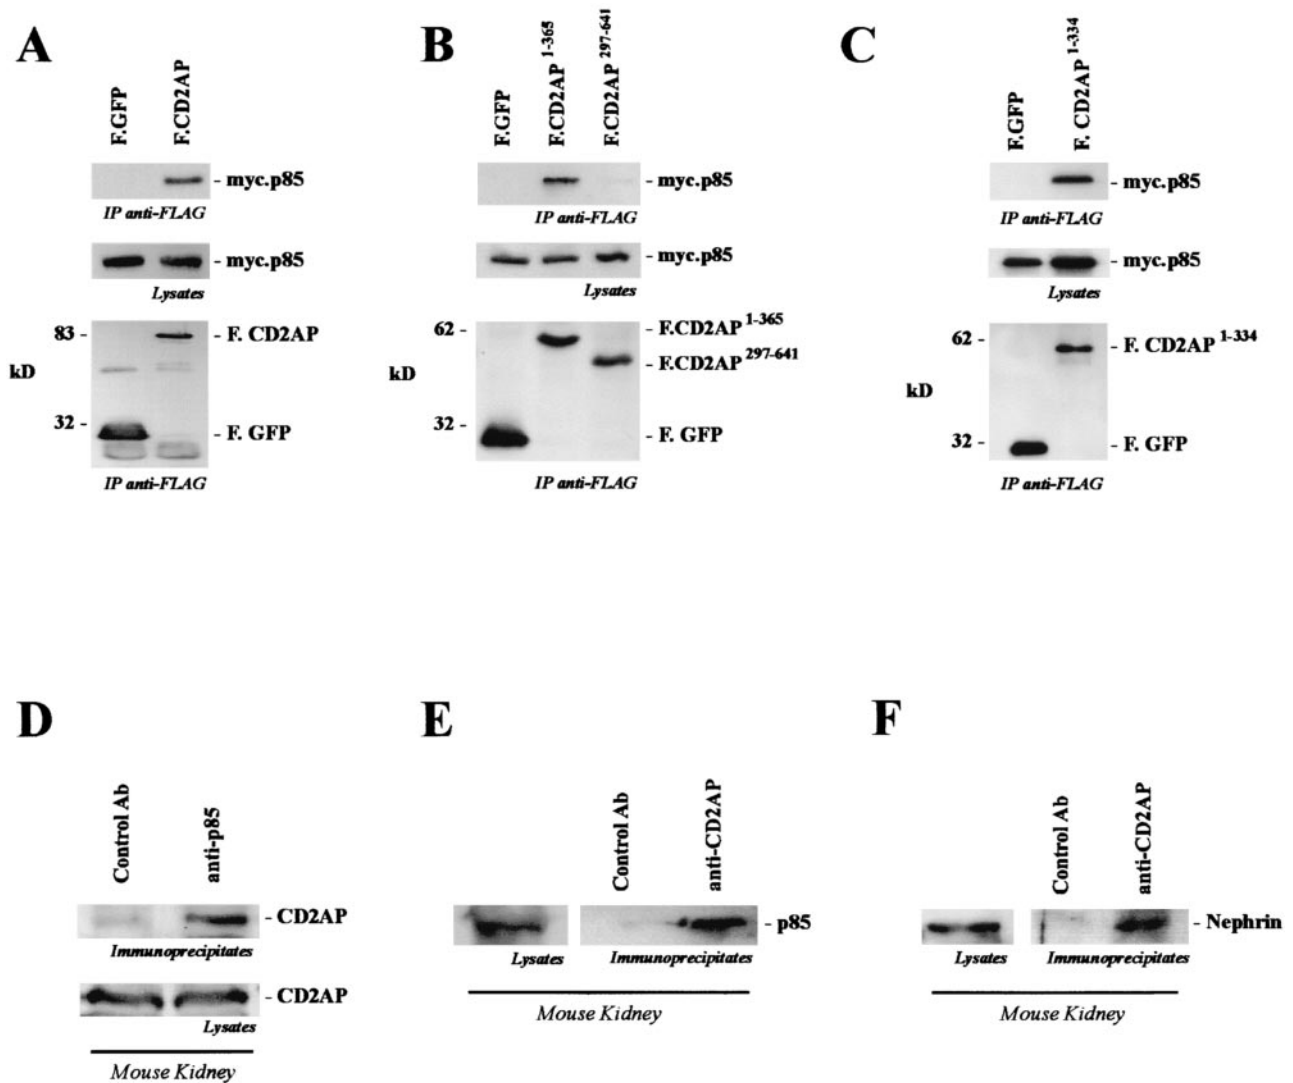 A
F.GFP
F.CD2AP
- myc.p85
IP anti-FLAG
- myc.p85
Lysates
83 -
- F. CD2AP
kD
32 -
- F. GFP
IP anti-FLAG
B
F.GFP
F.CD2AP 1-365
F.CD2AP 297-641
- myc.p85
IP anti-FLAG
- myc.p85
Lysates
62 -
- F.CD2AP 1-365
- F.CD2AP 297-641
kD
32 -
- F. GFP
IP anti-FLAG
C
F.GFP
F. CD2AP 1-334
- myc.p85
IP anti-FLAG
- myc.p85
Lysates
62 -
- F. CD2AP 1-334
kD
32 -
- F. GFP
IP anti-FLAG
D
Control Ab
anti-p85
- CD2AP
Immunoprecipitates
- CD2AP
Lysates
Mouse Kidney
E
Control Ab
anti-CD2AP
- p85
Lysates
Immunoprecipitates
Mouse Kidney
F
Control Ab
anti-CD2AP
- Nephrin
Lysates
Immunoprecipitates
Mouse Kidney